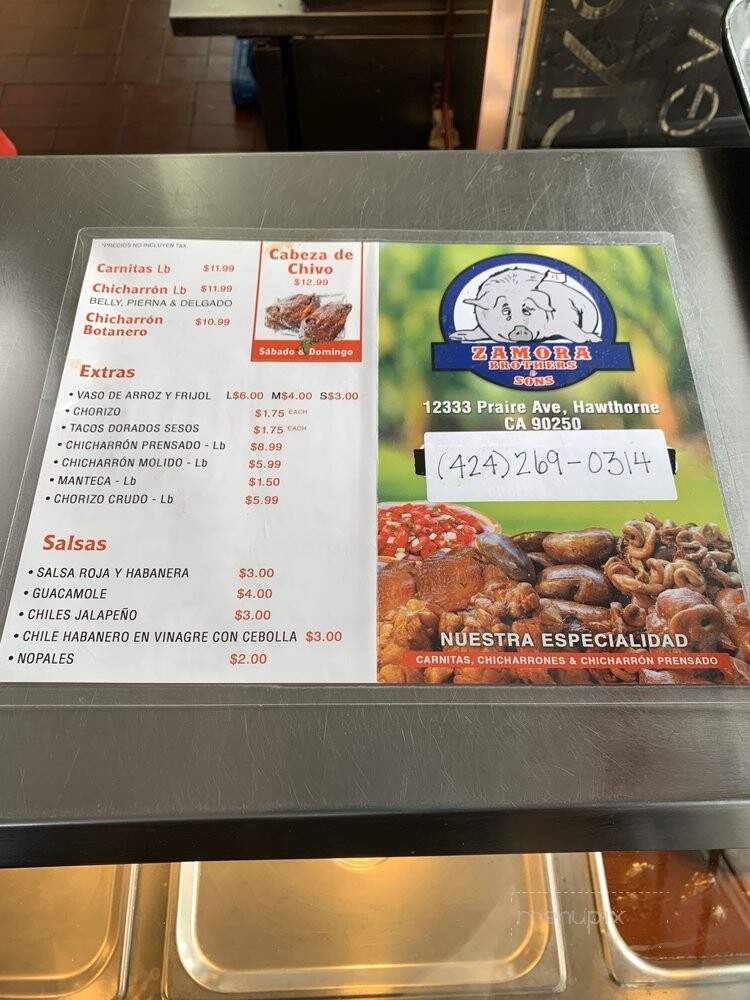 *PRECIOS NO INCLUYEN TAX.
Carnitas Lb $11.99
Chicharrón Lb $11.99
BELLY, PIERNA & DELGADO
Chicharrón
Botanero $10.99
Cabeza de
Chivo
$12.99
Sábado & Domingo
Extras
• VASO DE ARROZ Y FRIJOL L$6.00 M$4.00 S$3.00
• CHORIZO $1.75 EACH
• TACOS DORADOS SESOS $1.75 EACH
• CHICHARRÓN PRENSADO - Lb $8.99
• CHICHARRÓN MOLIDO - Lb $5.99
• MANTECA - Lb $1.50
• CHORIZO CRUDO - Lb $5.99
Salsas
• SALSA ROJA Y HABANERA $3.00
• GUACAMOLE $4.00
• CHILES JALAPEÑO $3.00
• CHILE HABANERO EN VINAGRE CON CEBOLLA $3.00
• NOPALES $2.00
ZAMORA
BROTHERS
&
SONS
12333 Praire Ave, Hawthorne
CA 90250
(424)269-0314
NUESTRA ESPECIALIDAD
CARNITAS, CHICHARRONES & CHICHARRÓN PRENSADO
menupix